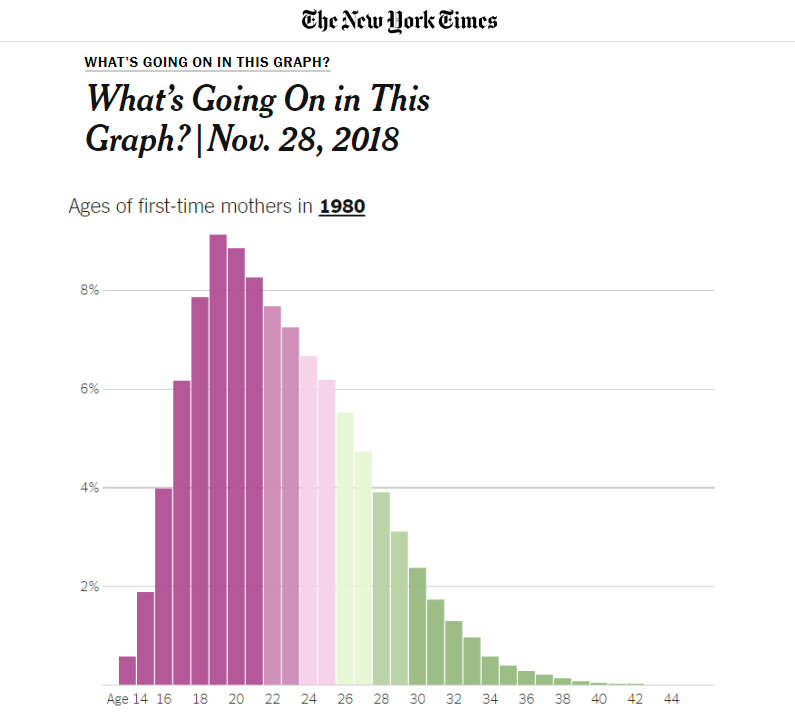 The New York Times
WHAT'S GOING ON IN THIS GRAPH?
What's Going On in This
Graph? | Nov. 28, 2018
Ages of first-time mothers in 1980
8%
6%
4%
2%
Age 14 16 18 20 22 24 26 28 30 32 34 36 38 40 42 44